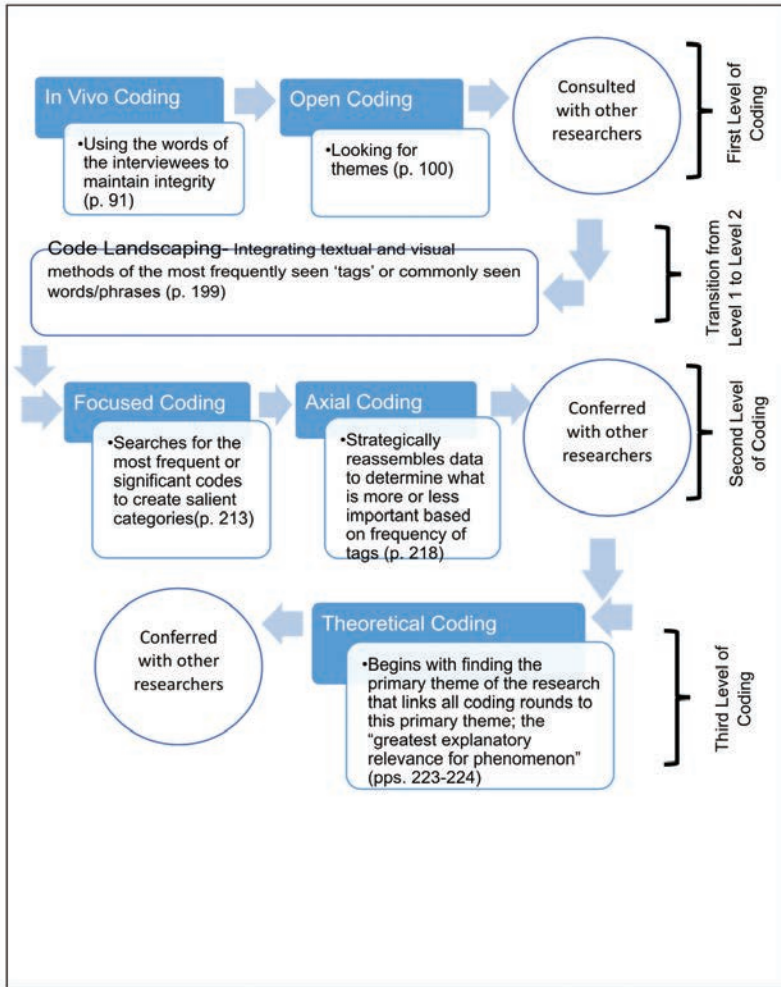 In Vivo Coding
•Using the words of
the interviewees to
maintain integrity
(p. 91)
Open Coding
•Looking for
themes (p. 100)
Consulted
with other
researchers
First Level of
Coding
Code Landscaping- Integrating textual and visual
methods of the most frequently seen ‘tags’ or commonly seen
words/phrases (p. 199)
Transition from
Level 1 to Level 2
Focused Coding
•Searches for the
most frequent or
significant codes
to create salient
categories(p. 213)
Axial Coding
•Strategically
reassembles data
to determine what
is more or less
important based
on frequency of
tags (p. 218)
Conferred
with other
researchers
Second Level
of Coding
Theoretical Coding
•Begins with finding the
primary theme of the research
that links all coding rounds to
this primary theme; the
“greatest explanatory
relevance for phenomenon”
(pps. 223-224)
Conferred
with other
researchers
Third Level of
Coding